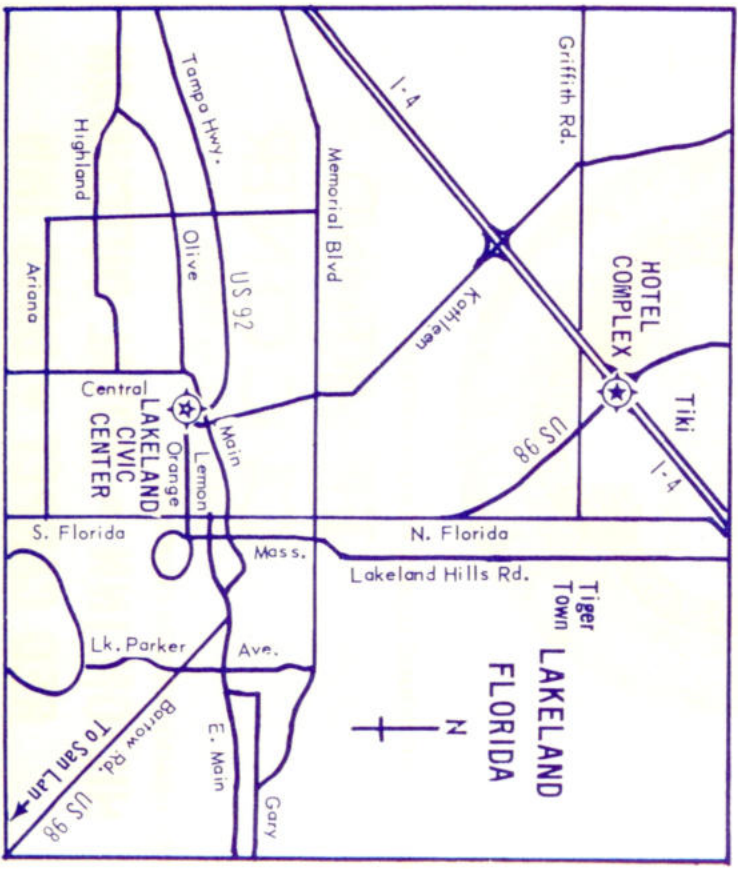 Griffith Rd.
I-4
Tampa Hwy.
Highland
Memorial Blvd
Olive
Ariana
US 92
Kathleen
HOTEL
COMPLEX
Tiki
I-4
US 98
Central
LAKELAND
CIVIC
CENTER
Main
Lemon
Orange
S. Florida
N. Florida
Mass.
Lakeland Hills Rd.
Tiger
Town
LAKELAND
FLORIDA
N
Lk. Parker Ave.
Bartow Rd.
To San Lan
US 98
E. Main
Gary